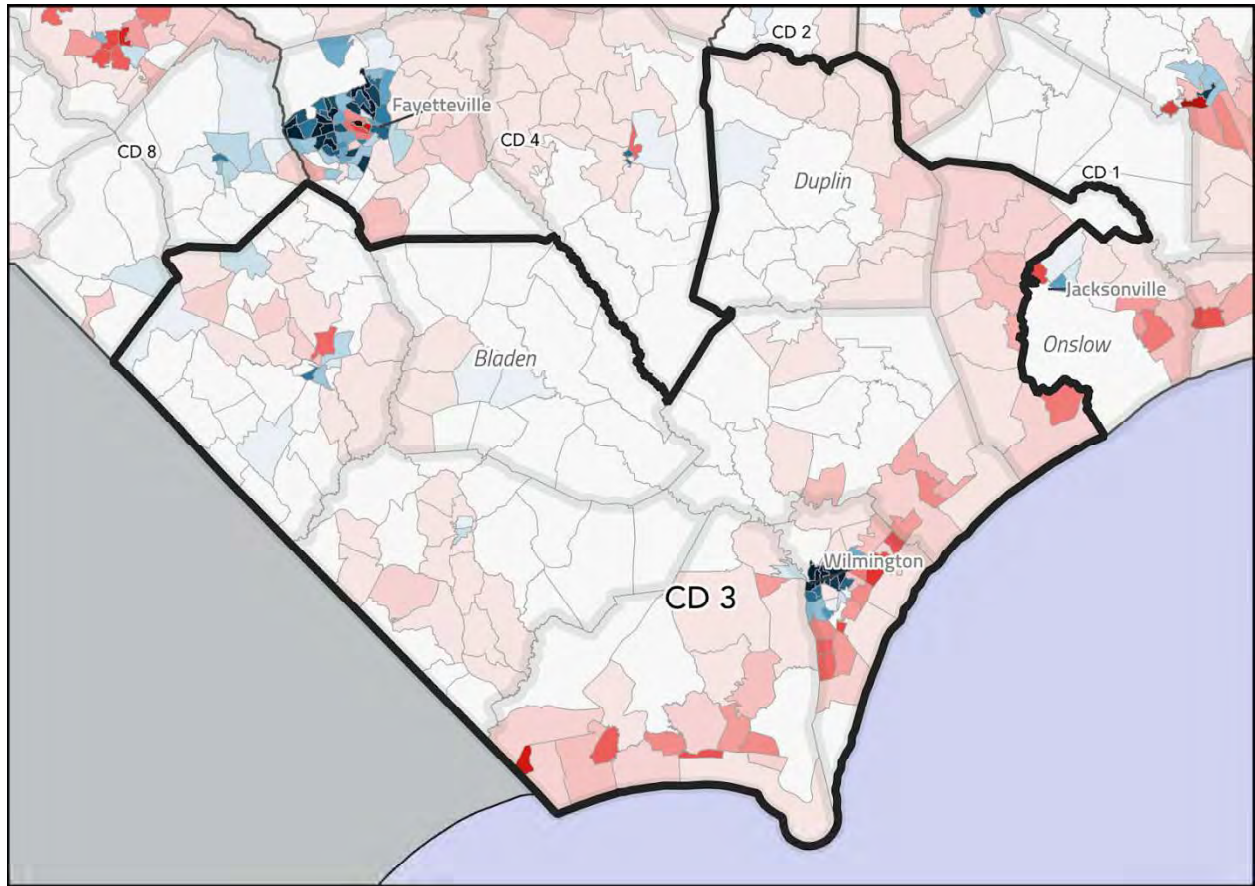 CD 2
Fayetteville
CD 4
CD 8
Duplin
CD 1
Jacksonville
Onslow
Bladen
Wilmington
CD 3